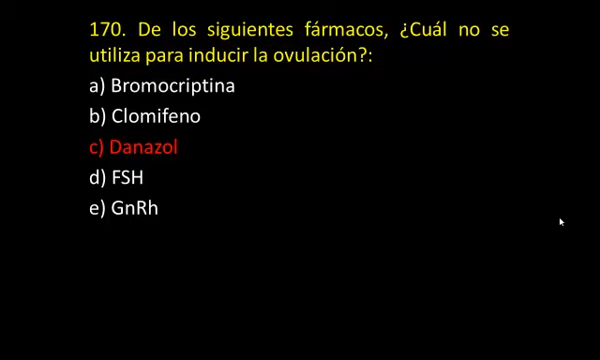 170. De los siguientes fármacos, ¿Cuál no se
utiliza para inducir la ovulación?:
a) Bromocriptina
b) Clomifeno
c) Danazol
d) FSH
e) GnRh